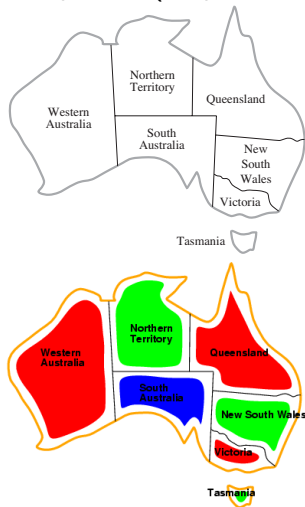 Northern
Territory
Queensland
Western
Australia
South
Australia
New
South
Wales
Victoria
Tasmania
Northern
Territory
Western
Australia
Queensland
South
Australia
New South Wales
Victoria
Tasmania